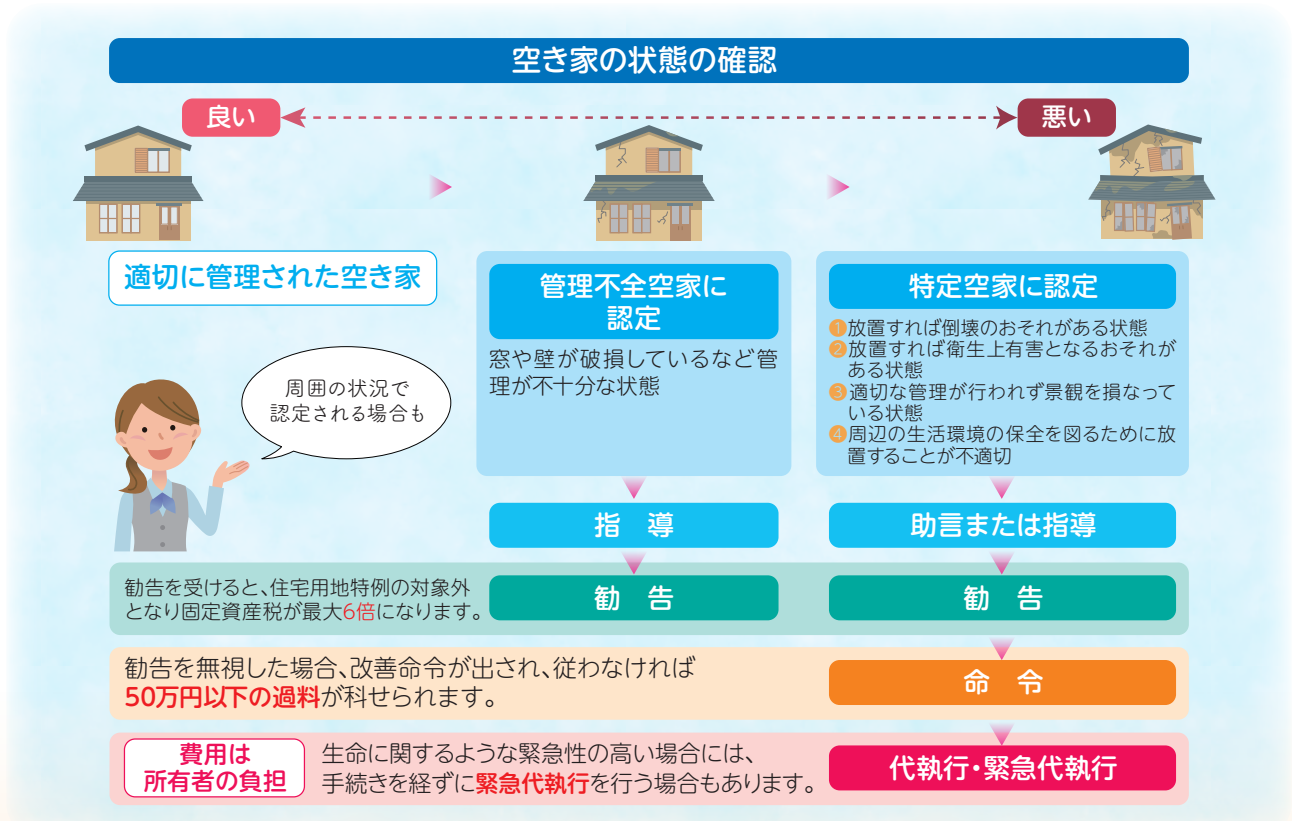 空き家の状態の確認
良い
悪い
適切に管理された空き家
周囲の状況で
認定される場合も
管理不全空家に
認定
窓や壁が破損しているなど管
理が不十分な状態
特定空家に認定
❶放置すれば倒壊のおそれがある状態
❷放置すれば衛生上有害となるおそれが
ある状態
❸適切な管理が行われず景観を損なって
いる状態
❹周辺の生活環境の保全を図るために放
置することが不適切
指　導
助言または指導
勧告を受けると、住宅用地特例の対象外
となり固定資産税が最大6倍になります。
勧　告
勧　告
勧告を無視した場合、改善命令が出され、従わなければ
50万円以下の過料が科せられます。
命　令
費用は
所有者の負担
生命に関するような緊急性の高い場合には、
手続きを経ずに緊急代執行を行う場合もあります。
代執行・緊急代執行